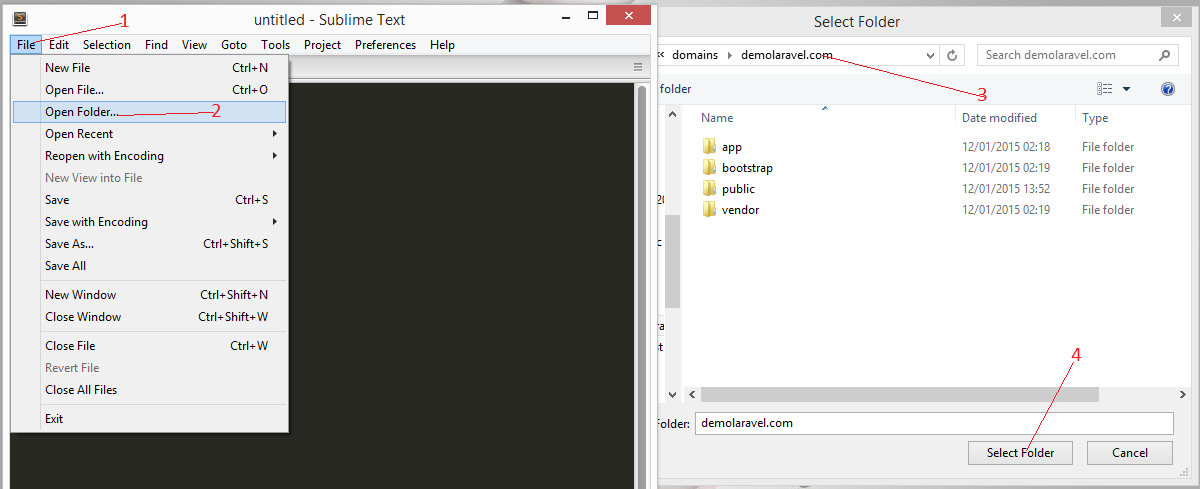 untitled - Sublime Text
1
File Edit Selection Find View Goto Tools Project Preferences Help
New File Ctrl+N
Open File... Ctrl+O
Open Folder... 2
Open Recent
Reopen with Encoding
New View into File
Save Ctrl+S
Save with Encoding
Save As... Ctrl+Shift+S
Save All
New Window Ctrl+Shift+N
Close Window Ctrl+Shift+W
Close File Ctrl+W
Revert File
Close All Files
Exit
Select Folder
domains demolaravel.com Search demolaravel.com
3
folder
Name Date modified Type
app 12/01/2015 02:18 File folder
bootstrap 12/01/2015 02:19 File folder
public 12/01/2015 13:52 File folder
vendor 12/01/2015 02:19 File folder
4
Folder: demolaravel.com
Select Folder Cancel